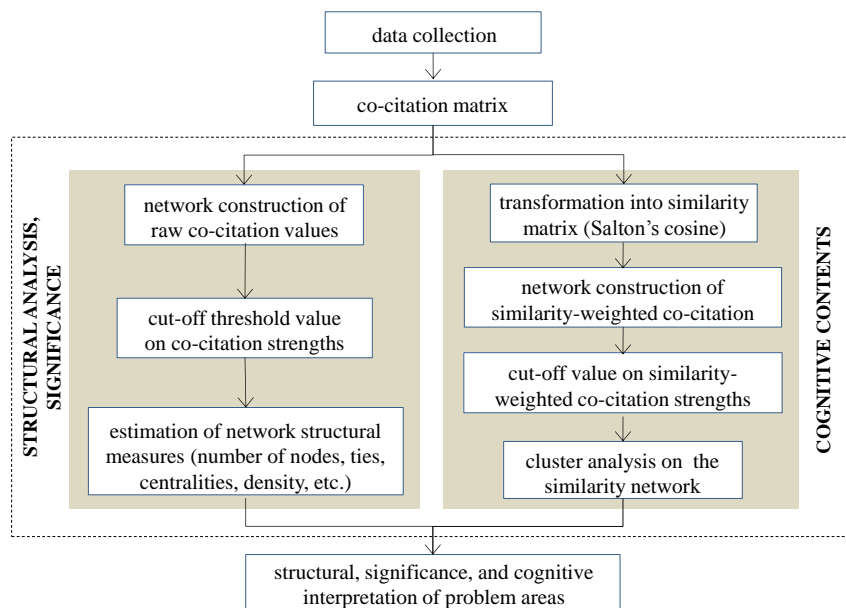 data collection
co-citation matrix
STRUCTURAL ANALYSIS,
SIGNIFICANCE
network construction of
raw co-citation values
cut-off threshold value
on co-citation strengths
estimation of network structural
measures (number of nodes, ties,
centralities, density, etc.)
transformation into similarity
matrix (Salton’s cosine)
network construction of
similarity-weighted co-citation
cut-off value on similarity-
weighted co-citation strengths
cluster analysis on the
similarity network
COGNITIVE CONTENTS
structural, significance, and cognitive
interpretation of problem areas